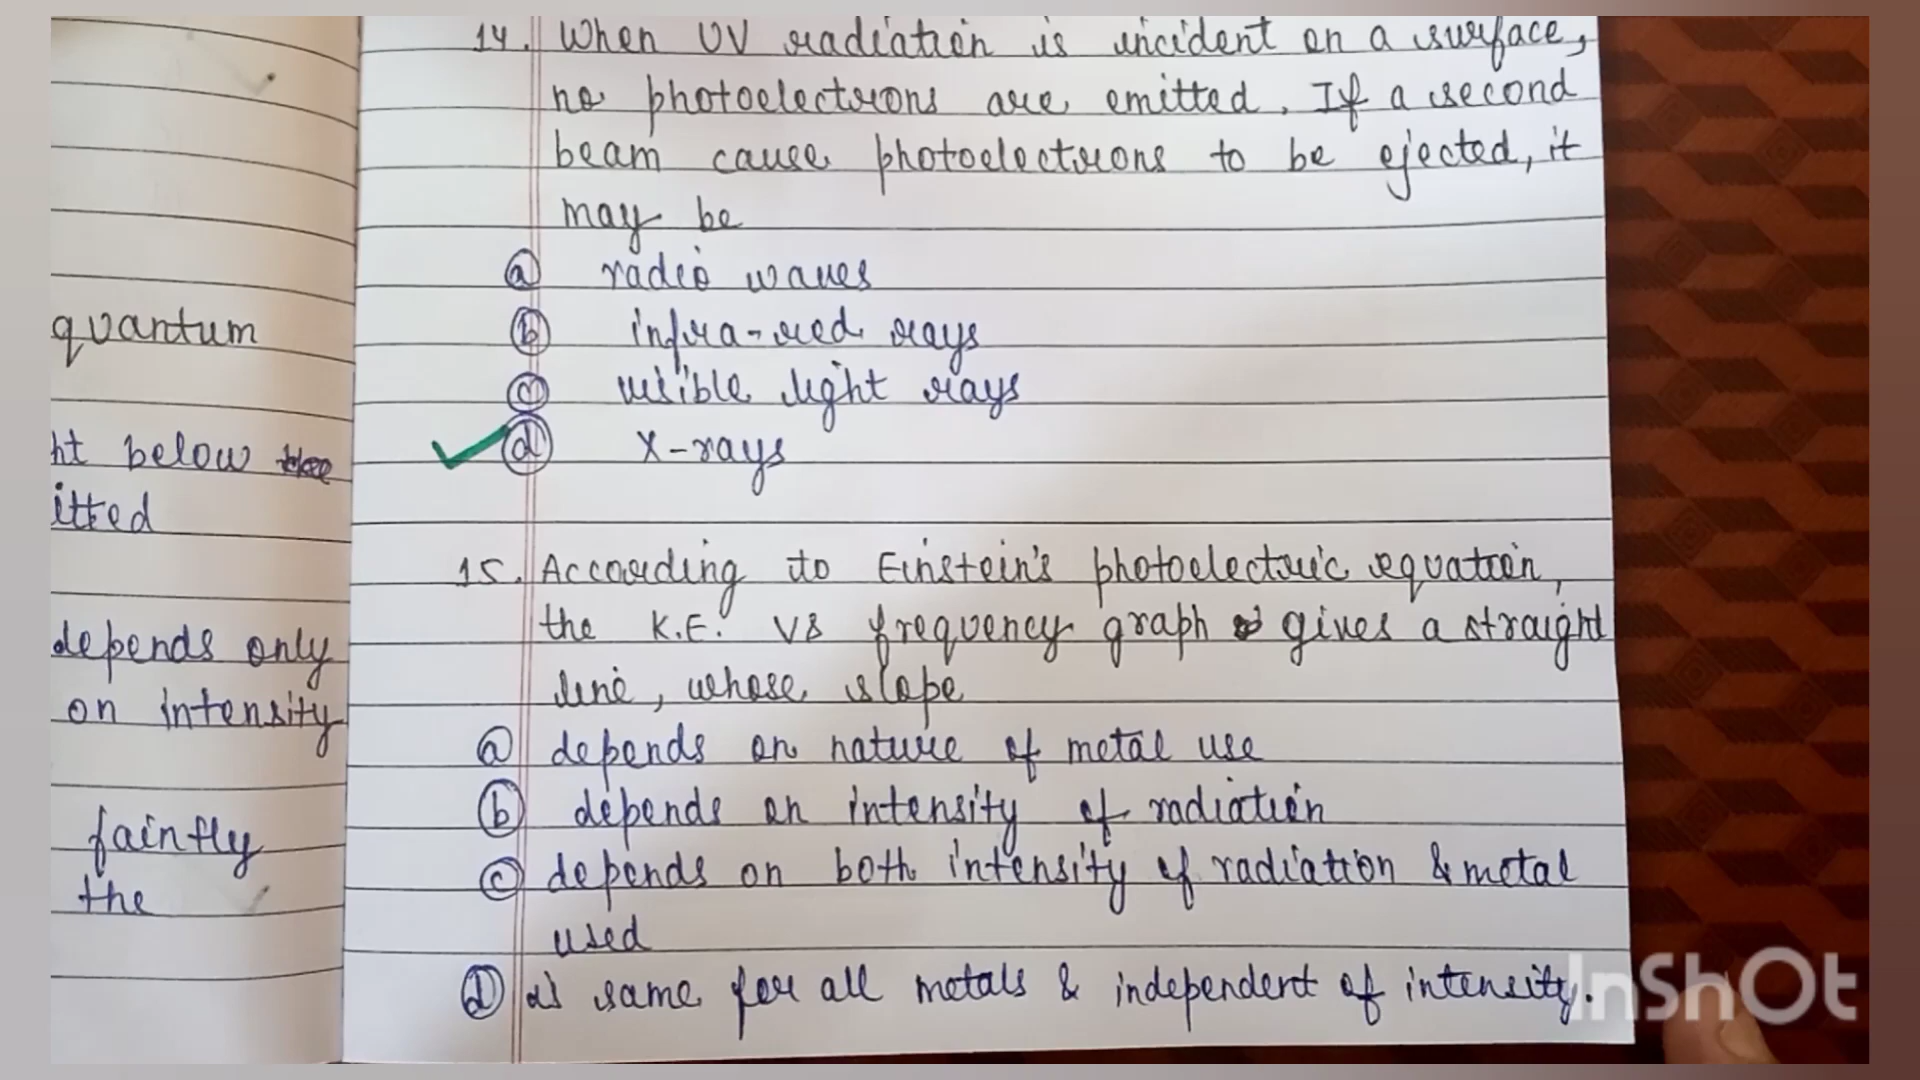 quantum
ht below the
itted
depends only
on intensity
fainfly
the
14. When UV radiation is incident on a surface,
no photoelectrons are emitted. If a second
beam cause photoelectrons to be ejected, it
may be
a radio waves
b infra-red rays
c visible light rays
d X-rays
15. According to Einstein's photoelectric equation,
the K.E. VS frequency graph gives a straight
line, whose slope
a depends on nature of metal use
b depends on intensity of radiation
c depends on both intensity of radiation & metal
used
d is same for all metals & independent of intensity.
InShOt